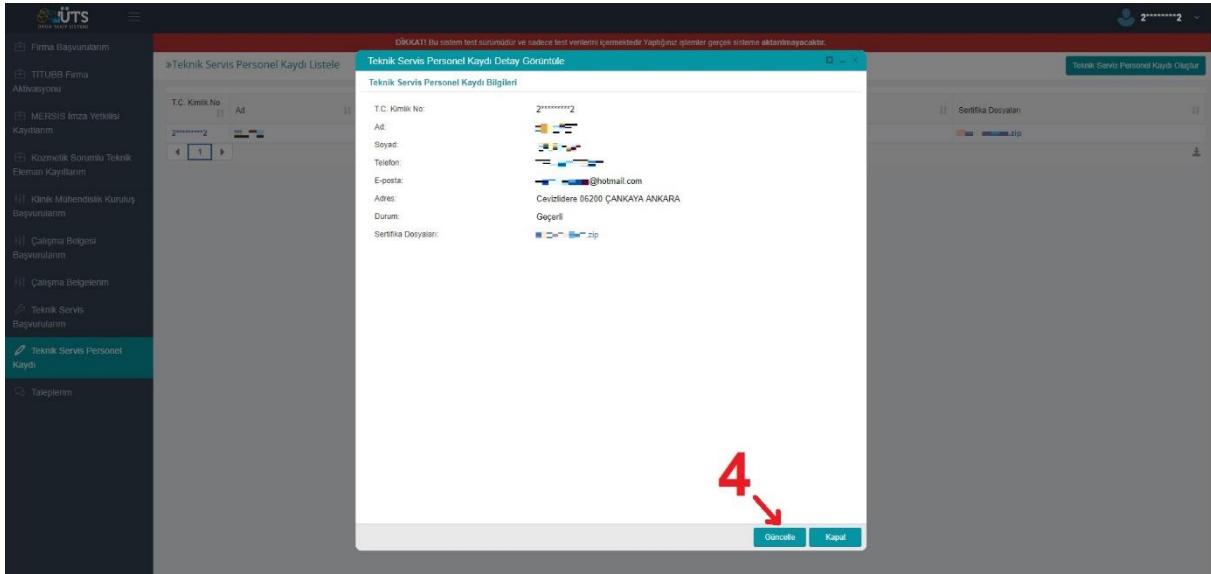 ÜTS
2********2
Firma Başvurularım
DİKKAT! Bu sistem test sürümüdür ve sadece test verilerini içermektedir Yaptığınız işlemler gerçek sisteme aktarılmayacaktır.
»Teknik Servis Personel Kaydı Listele
Teknik Servis Personel Kaydı Detay Görüntüle
Teknik Servis Personel Kaydı Oluştur
TİTUBB Firma
Aktivasyonu
Teknik Servis Personel Kaydı Bilgileri
MERSİS İmza Yetkilisi
Kayıtlarım
T.C. Kimlik No
Ad
Sertifika Dosyaları
2********2
.zip
1
Kozmetik Sorumlu Teknik
Eleman Kayıtlarım
Klinik Mühendislik Kuruluş
Başvurularım
Çalışma Belgesi
Başvurularım
Çalışma Belgelerim
Teknik Servis
Başvurularım
Teknik Servis Personel
Kaydı
Taleplerim
T.C. Kimlik No: 2********2
Ad:
Soyad:
Telefon:
E-posta: @hotmail.com
Adres: Cevizlidere 06200 ÇANKAYA ANKARA
Durum: Geçerli
Sertifika Dosyaları: .zip
4
Güncelle
Kapat